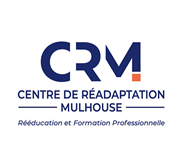 CRM
CENTRE DE RÉADAPTATION
MULHOUSE
Rééducation et Formation Professionnelle